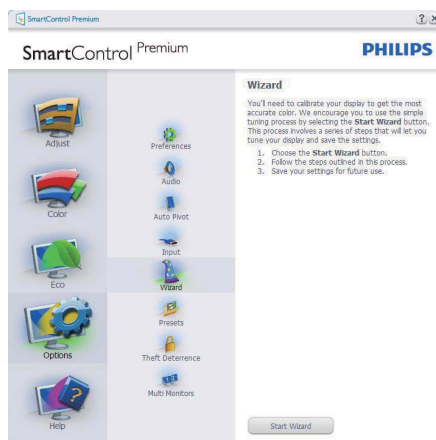 SmartControl Premium
SmartControl Premium
PHILIPS
Adjust
Color
Eco
Options
Help
Preferences
Audio
Auto Pivot
Input
Wizard
Presets
Theft Deterrence
Multi Monitors
Wizard
You'll need to calibrate your display to get the most
accurate color. We encourage you to use the simple
tuning process by selecting the Start Wizard button.
This process involves a series of steps that will let you
tune your display and save the settings.
1. Choose the Start Wizard button.
2. Follow the steps outlined in this process.
3. Save your settings for future use.
Start Wizard